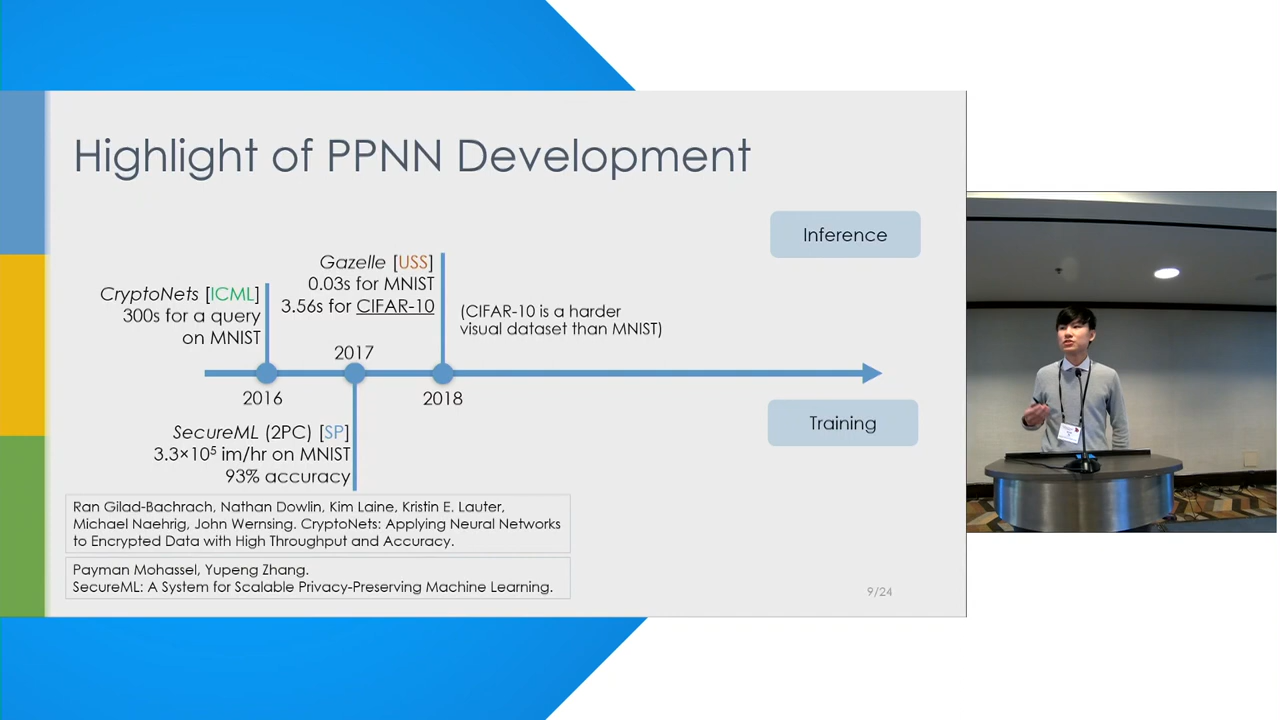 Highlight of PPNN Development
Inference
Gazelle [USS]
0.03s for MNIST
3.56s for CIFAR-10
CryptoNets [ICML]
300s for a query
on MNIST
(CIFAR-10 is a harder
visual dataset than MNIST)
2017
2016
2018
Training
SecureML (2PC) [SP]
3.3×10⁵ im/hr on MNIST
93% accuracy
Ran Gilad-Bachrach, Nathan Dowlin, Kim Laine, Kristin E. Lauter,
Michael Naehrig, John Wernsing. CryptoNets: Applying Neural Networks
to Encrypted Data with High Throughput and Accuracy.
Payman Mohassel, Yupeng Zhang.
SecureML: A System for Scalable Privacy-Preserving Machine Learning.
9/24